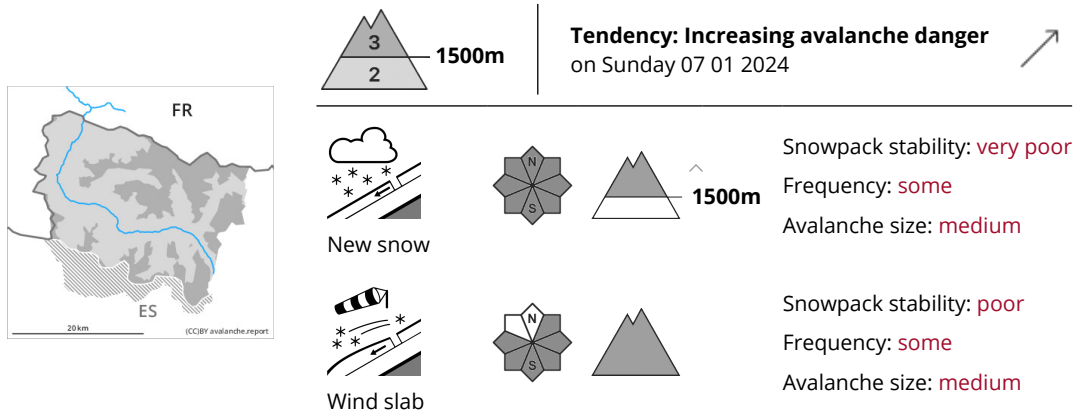 FR
ES
20 km
(CC)BY avalanche.report
3
2
1500m
Tendency: Increasing avalanche danger
on Sunday 07 01 2024
New snow
N
S
1500m
Snowpack stability: very poor
Frequency: some
Avalanche size: medium
Wind slab
N
S
Snowpack stability: poor
Frequency: some
Avalanche size: medium